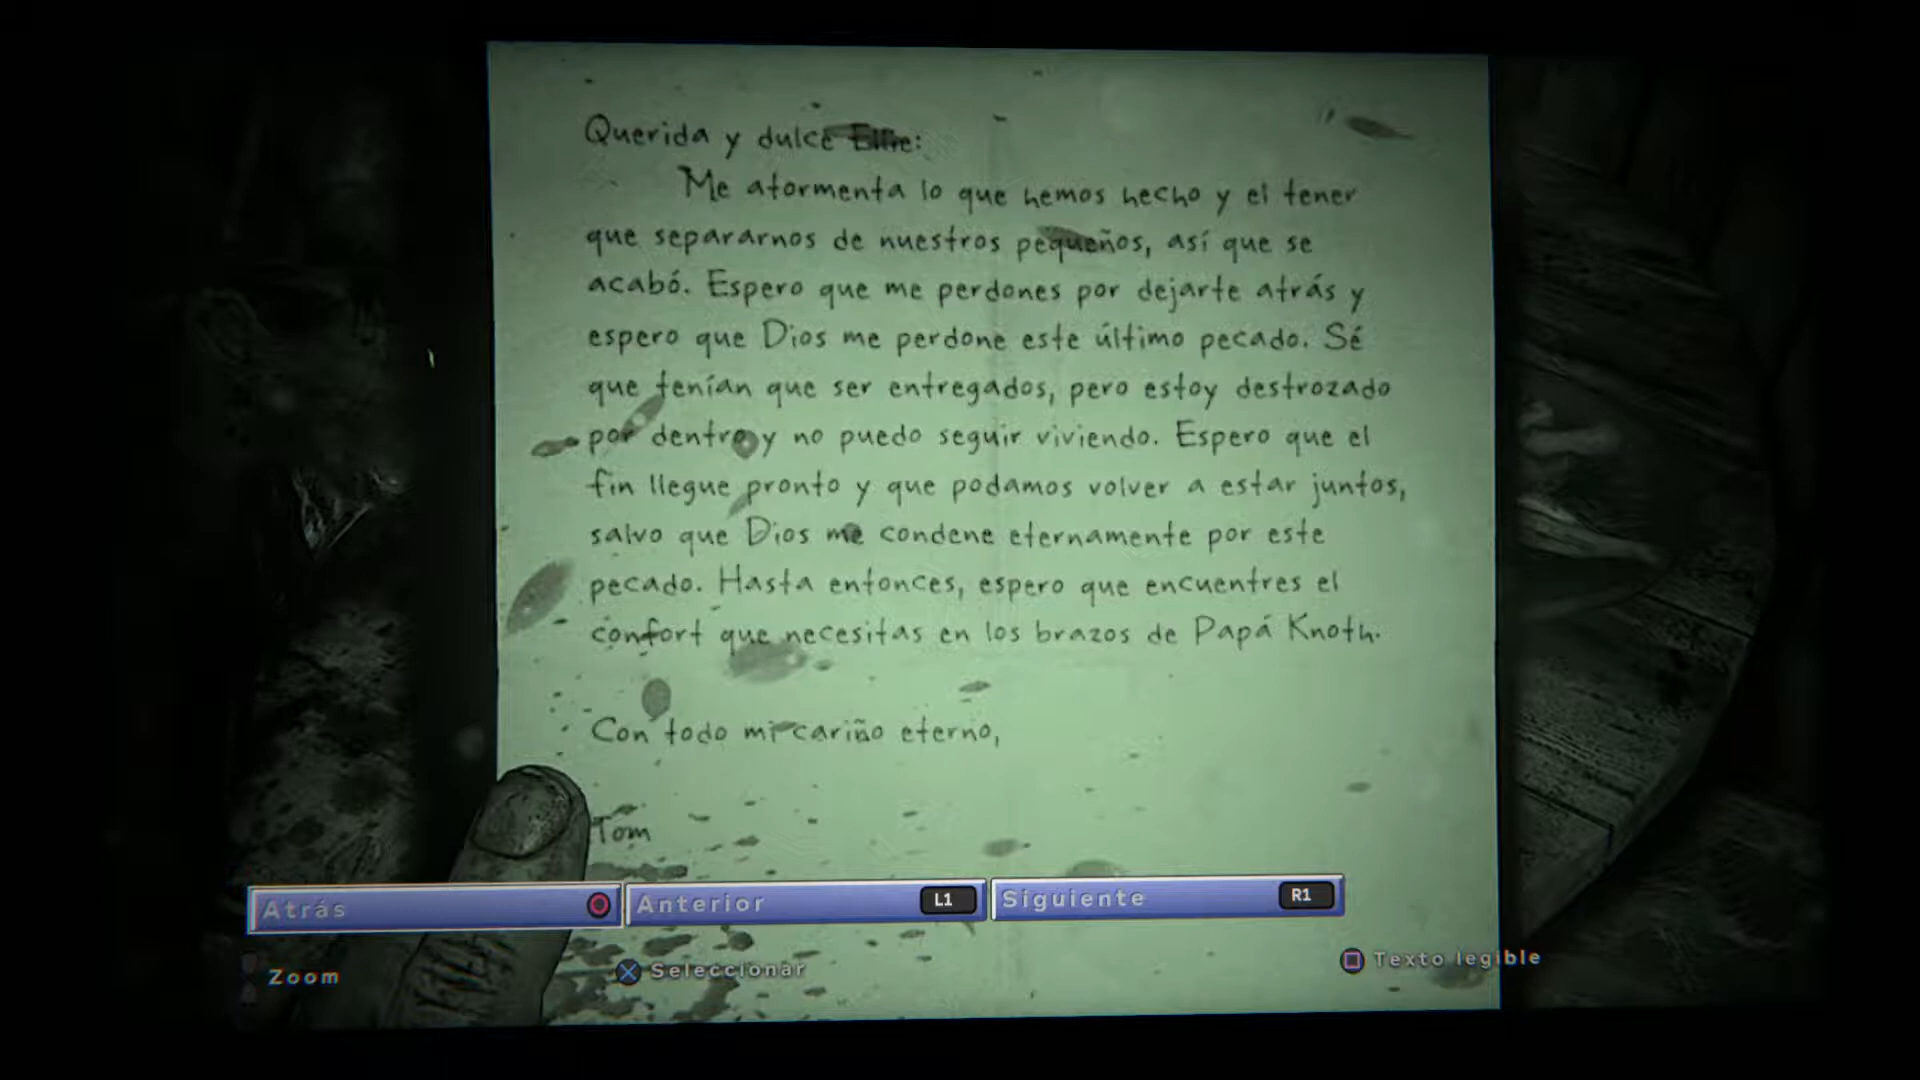 Querida y dulce Effie:
Me atormenta lo que hemos hecho y el tener
que separarnos de nuestros pequeños, así que se
acabó. Espero que me perdones por dejarte atrás y
espero que Dios me perdone este último pecado. Sé
que tenían que ser entregados, pero estoy destrozado
por dentro y no puedo seguir viviendo. Espero que el
fin llegue pronto y que podamos volver a estar juntos,
salvo que Dios me condene eternamente por este
pecado. Hasta entonces, espero que encuentres el
confort que necesitas en los brazos de Papá Knoth.
Con todo mi cariño eterno,
Tom
Atrás
Anterior L1
Siguiente R1
Zoom
Seleccionar
Texto legible